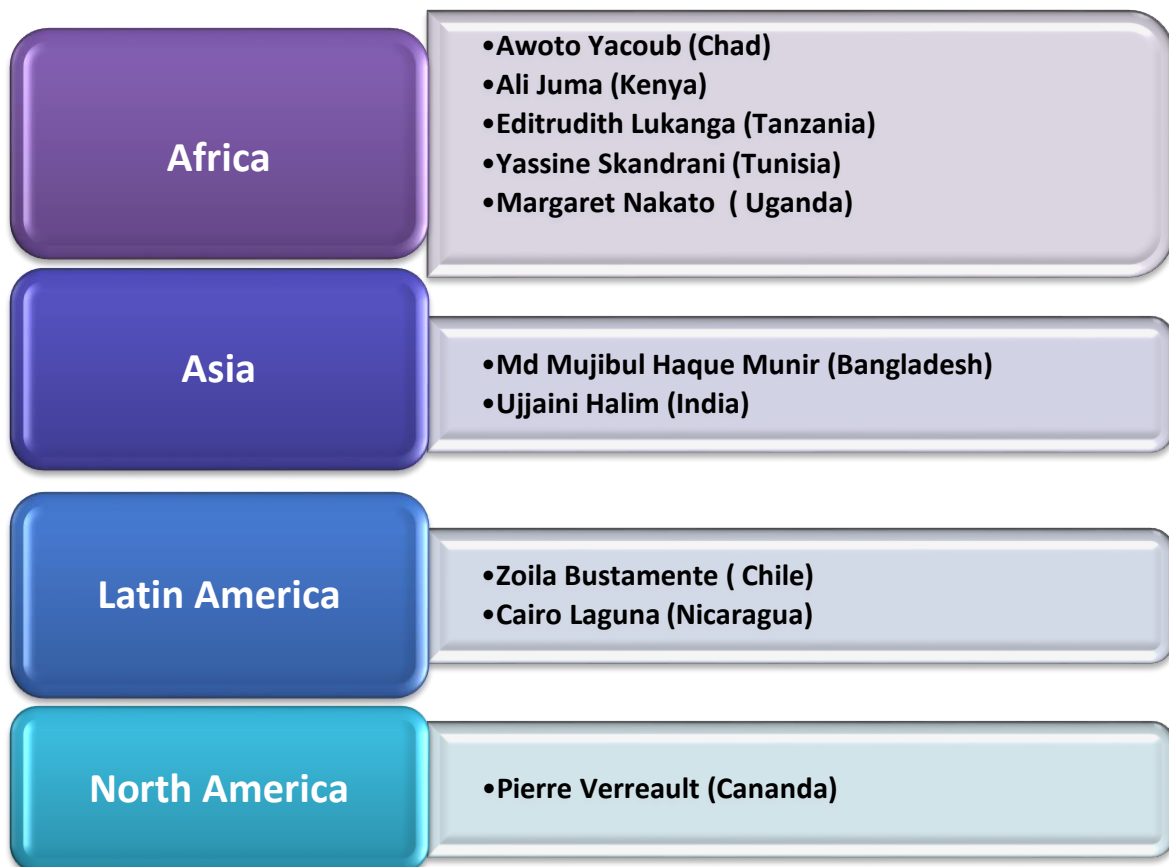 Africa
•Awoto Yacoub (Chad)
•Ali Juma (Kenya)
•Editrudith Lukanga (Tanzania)
•Yassine Skandrani (Tunisia)
•Margaret Nakato  ( Uganda)
Asia
•Md Mujibul Haque Munir (Bangladesh)
•Ujjaini Halim (India)
Latin America
•Zoila Bustamente ( Chile)
•Cairo Laguna (Nicaragua)
North America
•Pierre Verreault (Cananda)